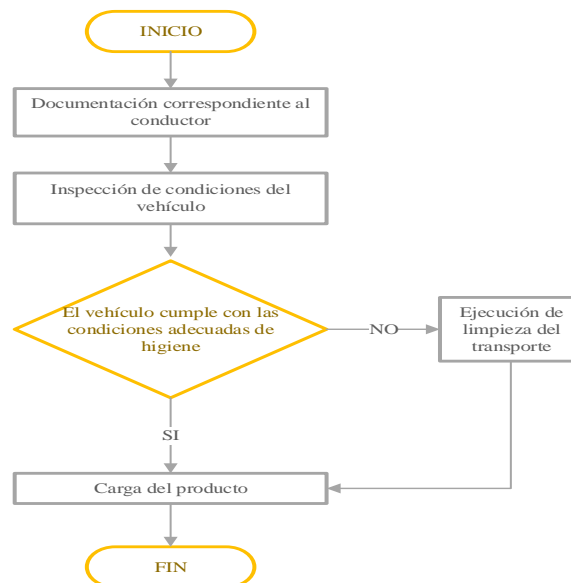 INICIO
Documentación correspondiente al
conductor
Inspección de condiciones del
vehículo
El vehículo cumple con las
condiciones adecuadas de
higiene
NO
Ejecución de
limpieza del
transporte
SI
Carga del producto
FIN